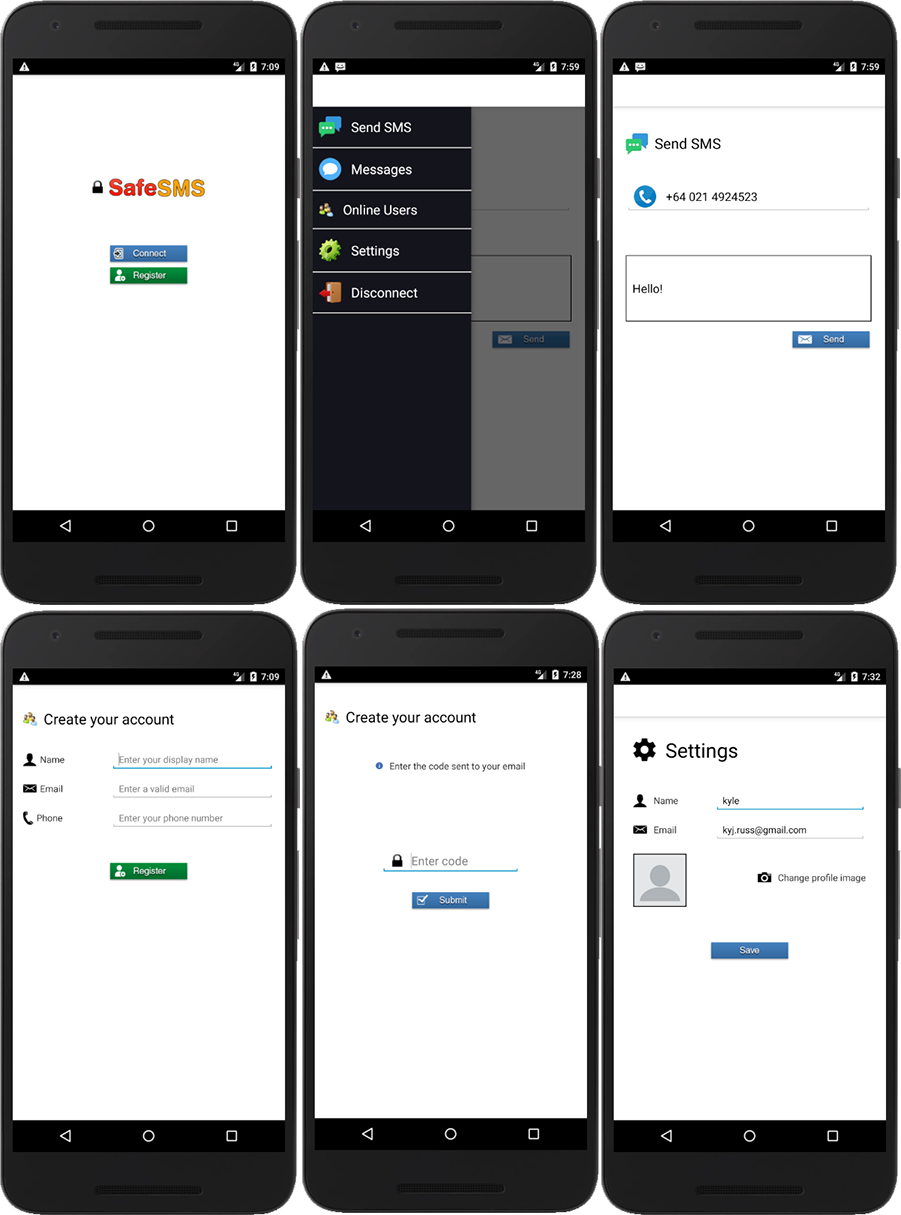 4G 7:09
SafeSMS
Connect
Register
4G 7:59
Send SMS
Messages
Online Users
Settings
Disconnect
Send
4G 7:59
Send SMS
+64 021 4924523
Hello!
Send
4G 7:09
Create your account
Name Enter your display name
Email Enter a valid email
Phone Enter your phone number
Register
4G 7:28
Create your account
Enter the code sent to your email
Enter code
Submit
4G 7:32
Settings
Name kyle
Email kyj.russ@gmail.com
Change profile image
Save